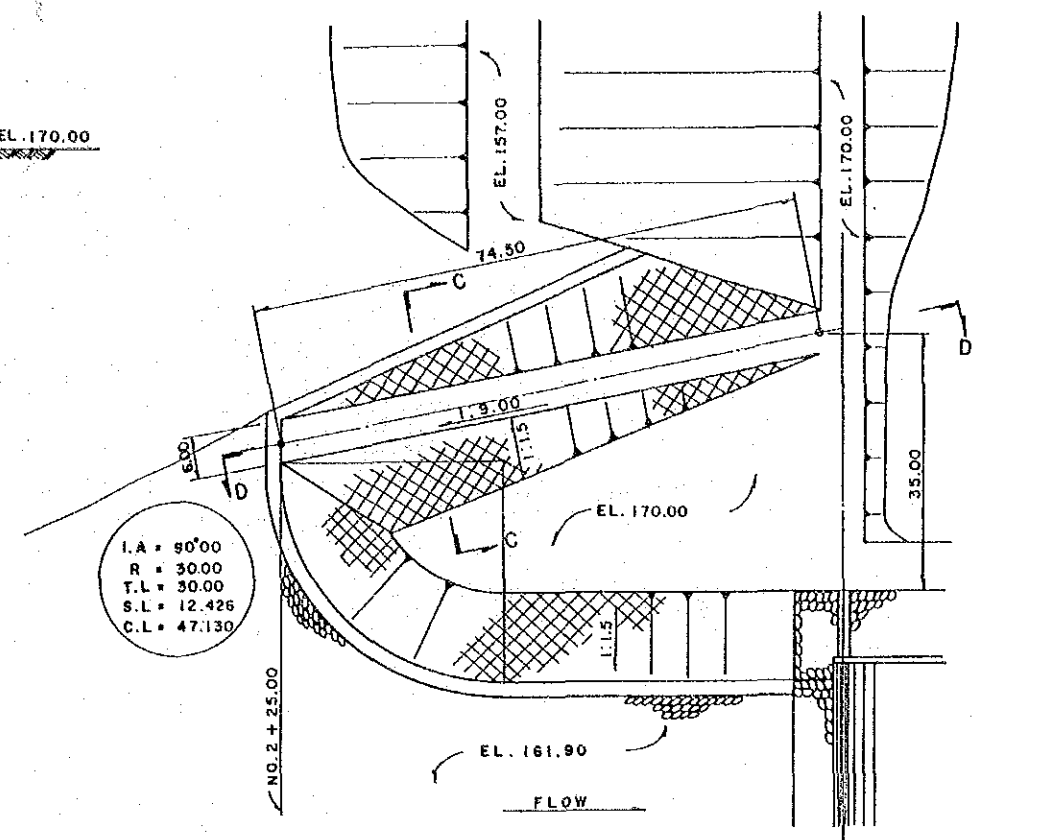 EL.170.00
EL.157.00
EL.170.00
74.50
C
D
1:9.00
1:1.5
6.00
D
35.00
EL.170.00
C
I.A = 90°00
R = 30.00
T.L = 30.00
S.L = 12.426
C.L = 47.130
1:1.5
NO.2 + 25.00
EL.161.90
FLOW